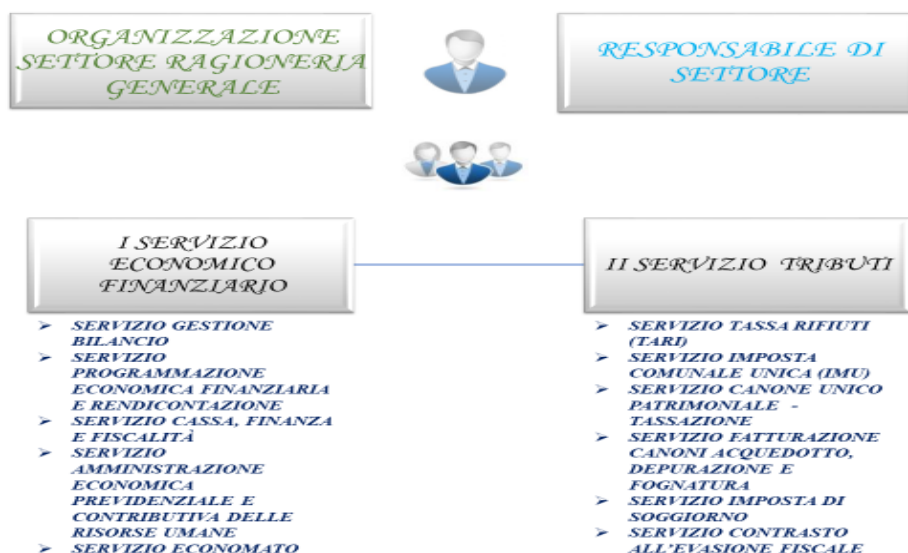 ORGANIZZAZIONE
SETTORE RAGIONERIA
GENERALE
RESPONSABILE DI
SETTORE
I SERVIZIO
ECONOMICO
FINANZIARIO
➢ SERVIZIO GESTIONE
BILANCIO
➢ SERVIZIO
PROGRAMMAZIONE
ECONOMICA FINANZIARIA
E RENDICONTAZIONE
➢ SERVIZIO CASSA, FINANZA
E FISCALITÀ
➢ SERVIZIO
AMMINISTRAZIONE
ECONOMICA
PREVIDENZIALE E
CONTRIBUTIVA DELLE
RISORSE UMANE
➢ SERVIZIO ECONOMATO
II SERVIZIO TRIBUTI
➢ SERVIZIO TASSA RIFIUTI
(TARI)
➢ SERVIZIO IMPOSTA
COMUNALE UNICA (IMU)
➢ SERVIZIO CANONE UNICO
PATRIMONIALE -
TASSAZIONE
➢ SERVIZIO FATTURAZIONE
CANONI ACQUEDOTTO,
DEPURAZIONE E
FOGNATURA
➢ SERVIZIO IMPOSTA DI
SOGGIORNO
➢ SERVIZIO CONTRASTO
ALL'EVASIONE FISCALE